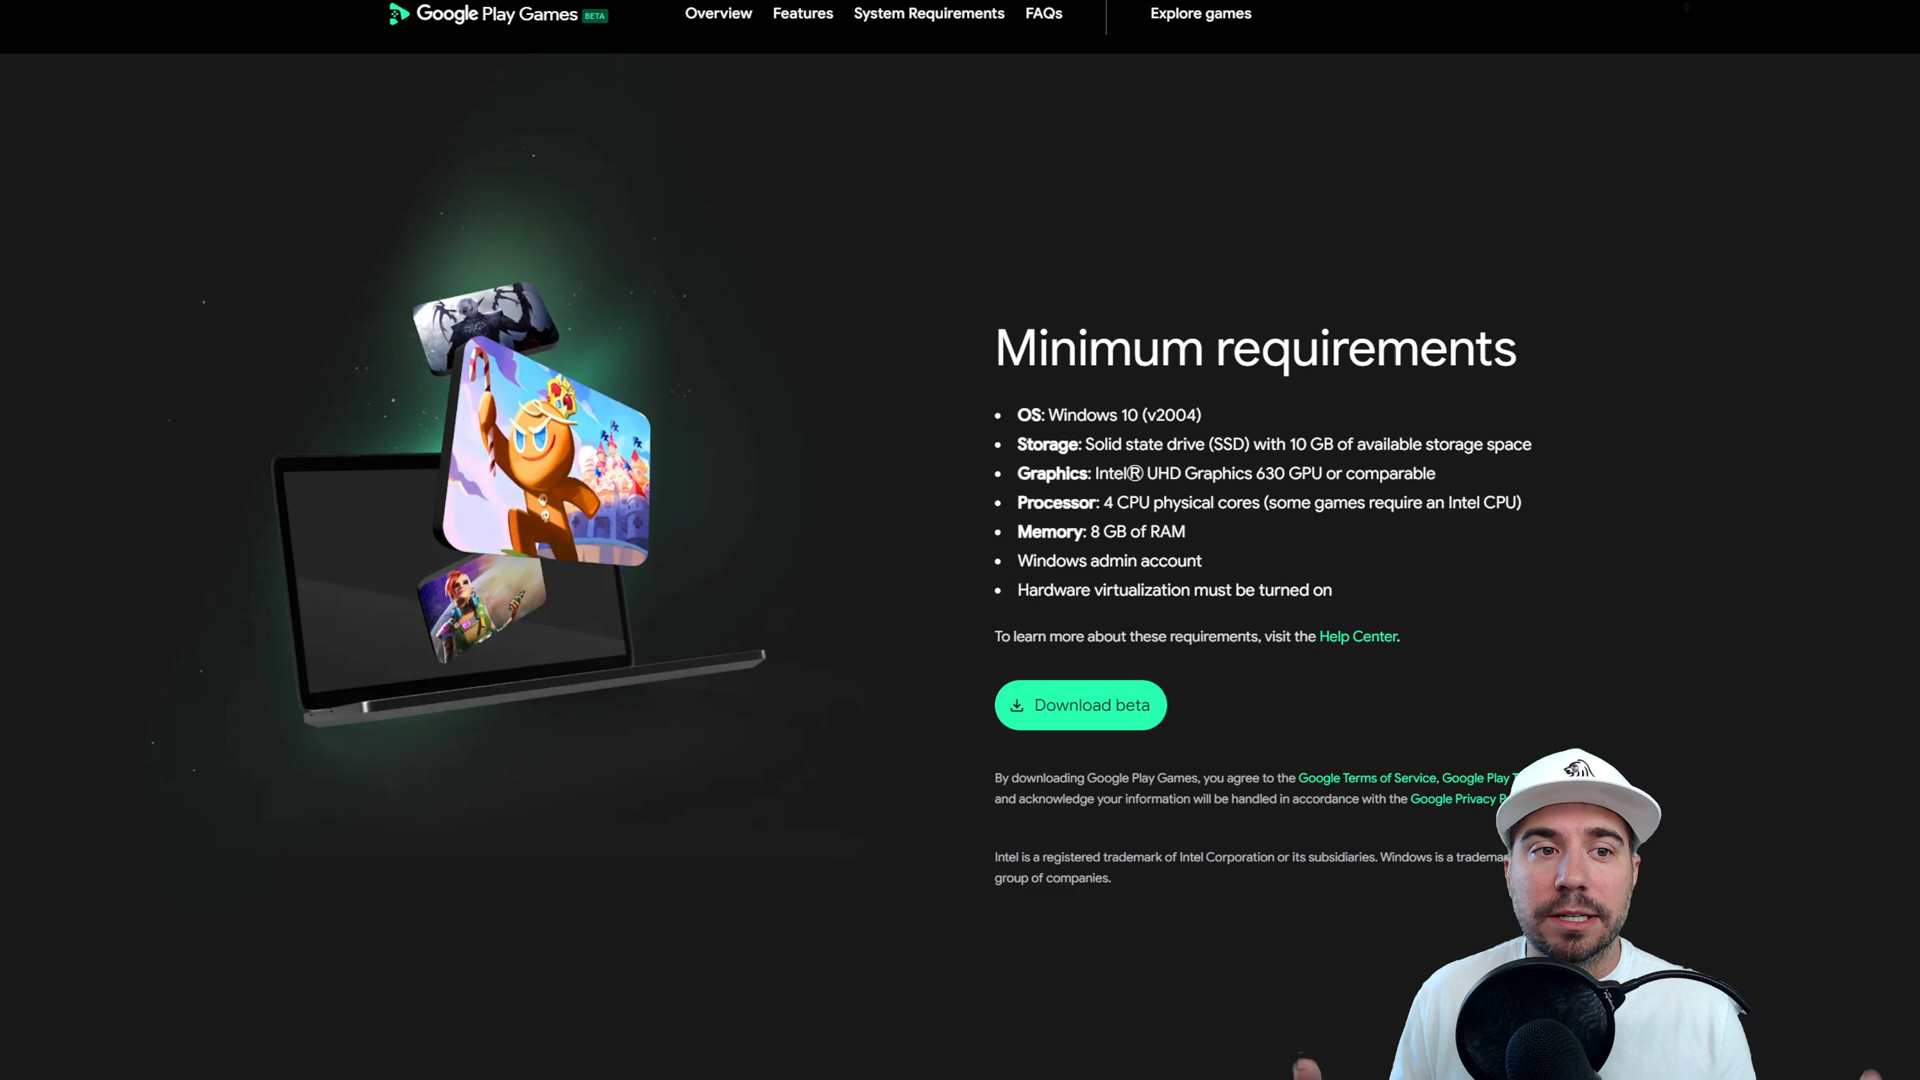 Google Play Games BETA
Overview Features System Requirements FAQs Explore games
Minimum requirements
• OS: Windows 10 (v2004)
• Storage: Solid state drive (SSD) with 10 GB of available storage space
• Graphics: Intel® UHD Graphics 630 GPU or comparable
• Processor: 4 CPU physical cores (some games require an Intel CPU)
• Memory: 8 GB of RAM
• Windows admin account
• Hardware virtualization must be turned on
To learn more about these requirements, visit the Help Center.
Download beta
By downloading Google Play Games, you agree to the Google Terms of Service, Google Play
and acknowledge your information will be handled in accordance with the Google Privacy
Intel is a registered trademark of Intel Corporation or its subsidiaries. Windows is a
group of companies.